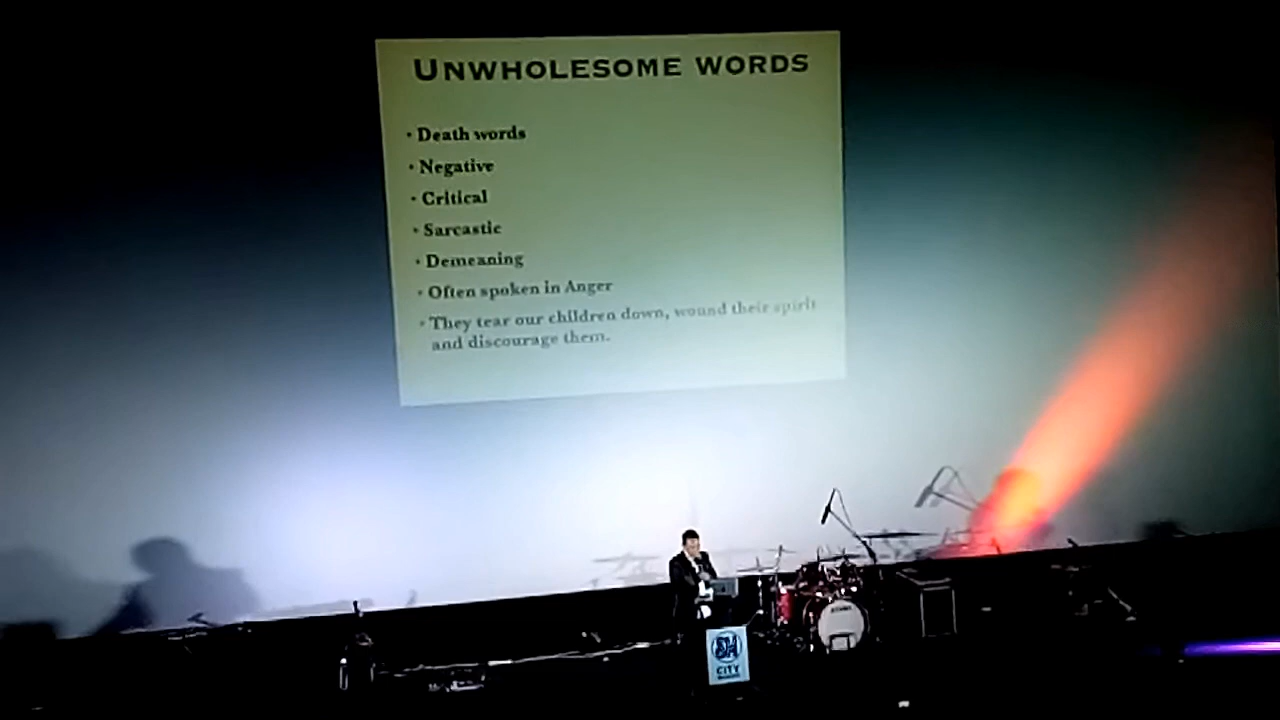 UNWHOLESOME WORDS
• Death words
• Negative
• Critical
• Sarcastic
• Demeaning
• Often spoken in Anger
• They tear our children down, wound their spirit
and discourage them.
SM
CITY